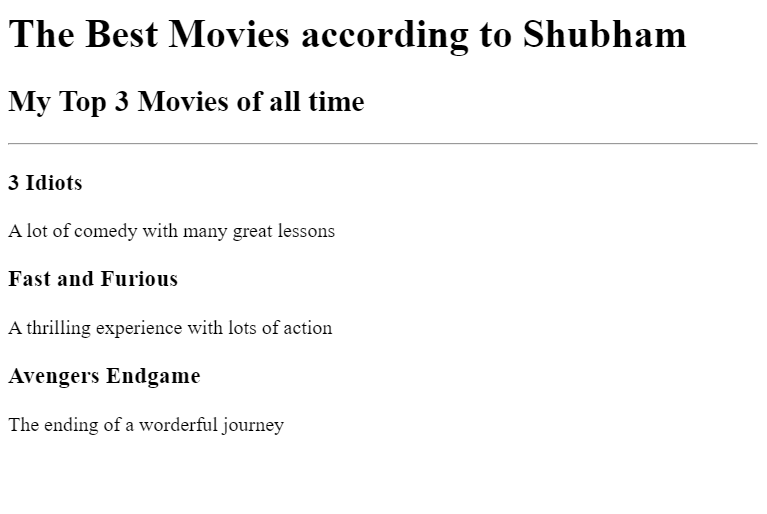 The Best Movies according to Shubham
My Top 3 Movies of all time
3 Idiots
A lot of comedy with many great lessons
Fast and Furious
A thrilling experience with lots of action
Avengers Endgame
The ending of a worderful journey